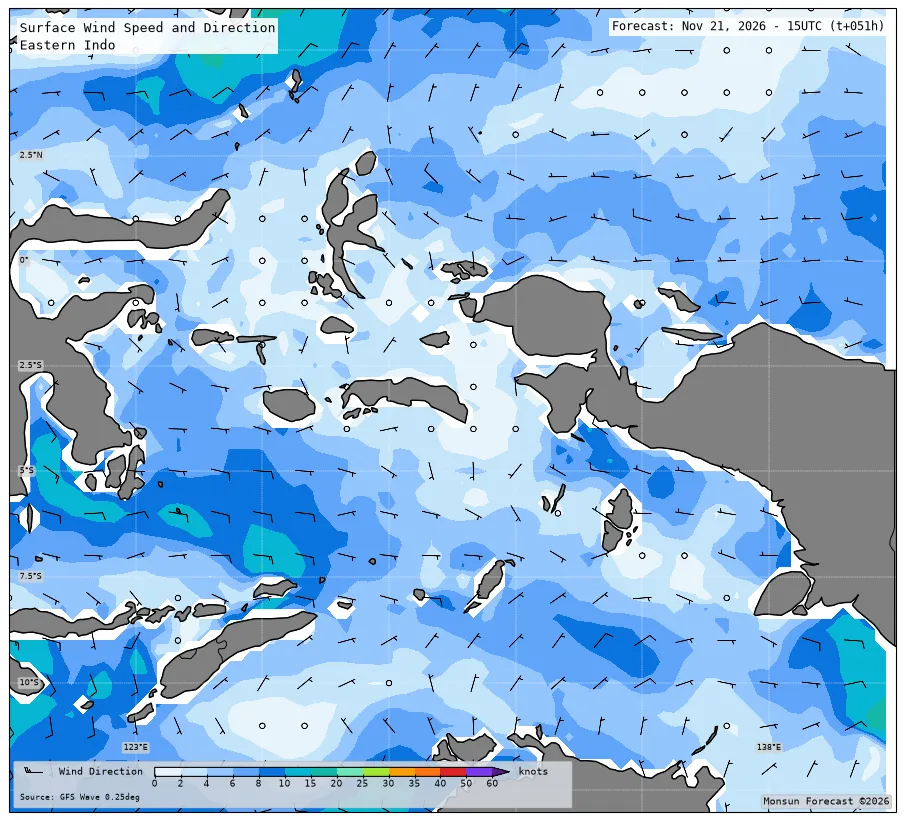 Surface Wind Speed and Direction
Eastern Indo
Forecast: Nov 21, 2026 - 15UTC (t+051h)
2.5°N
0°
2.5°S
5°S
7.5°S
10°S
123°E
138°E
Wind Direction
knots
0 2 4 6 8 10 15 20 25 30 35 40 45 50 60
Source: GFS Wave 0.25deg
Monsun Forecast ©2026